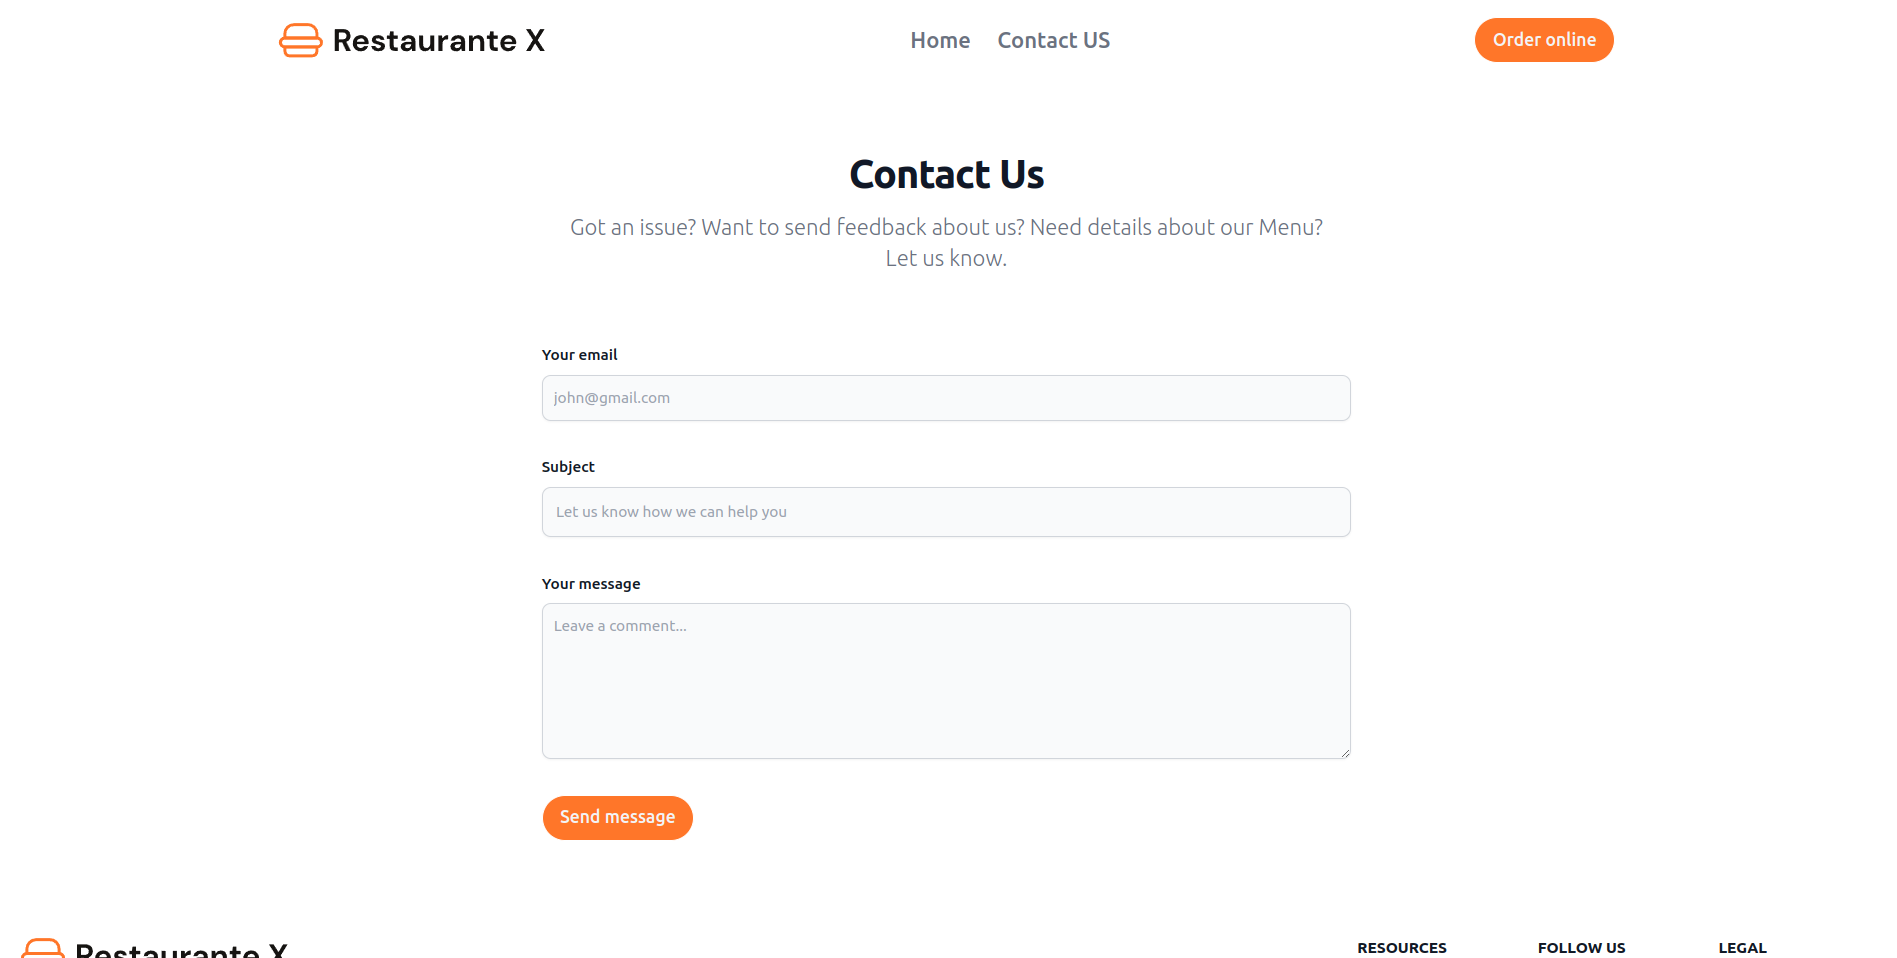 Restaurante X
Home
Contact US
Order online
Contact Us
Got an issue? Want to send feedback about us? Need details about our Menu?
Let us know.
Your email
john@gmail.com
Subject
Let us know how we can help you
Your message
Leave a comment...
Send message
Restaurante X
RESOURCES
FOLLOW US
LEGAL